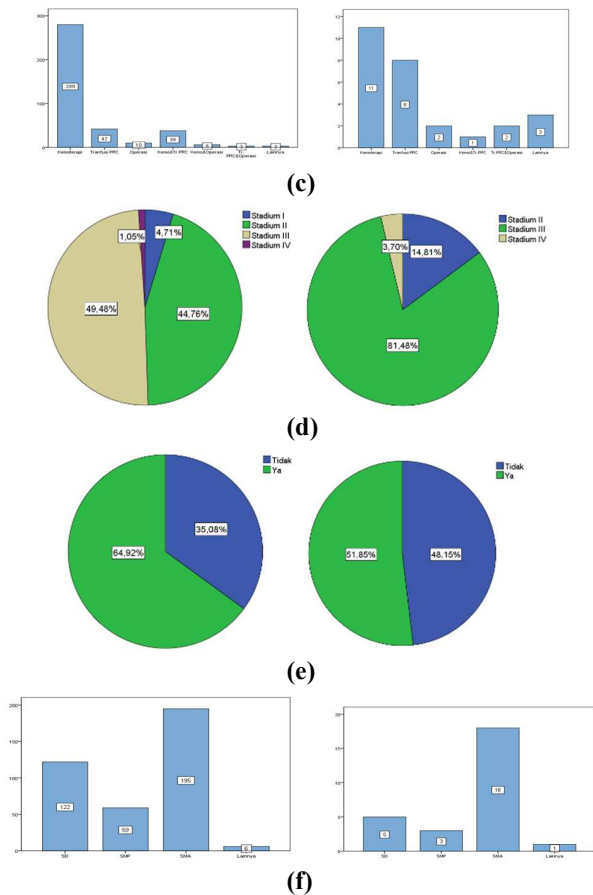 300
200
100
0
280
42
10
38
6
3
3
Kemoterapi Tranfusi PRC Operasi Kemo&Tr PRC Kemo&Operasi Tr PRC&Operasi Lainnya
12
10
8
6
4
2
0
11
8
2
1
2
3
Kemoterapi Tranfusi PRC Operasi Kemo&Tr PRC Tr.PRC&Operasi Lainnya
(c)
Stadium I
Stadium II
Stadium III
Stadium IV
1,05%
4,71%
49,48%
44,76%
Stadium II
Stadium III
Stadium IV
3,70%
14,81%
81,48%
(d)
Tidak
Ya
35,08%
64,92%
Tidak
Ya
51,85%
48,15%
(e)
200
150
100
50
0
122
59
195
6
SD SMP SMA Lainnya
20
15
10
5
0
5
3
18
1
SD SMP SMA Lainnya
(f)